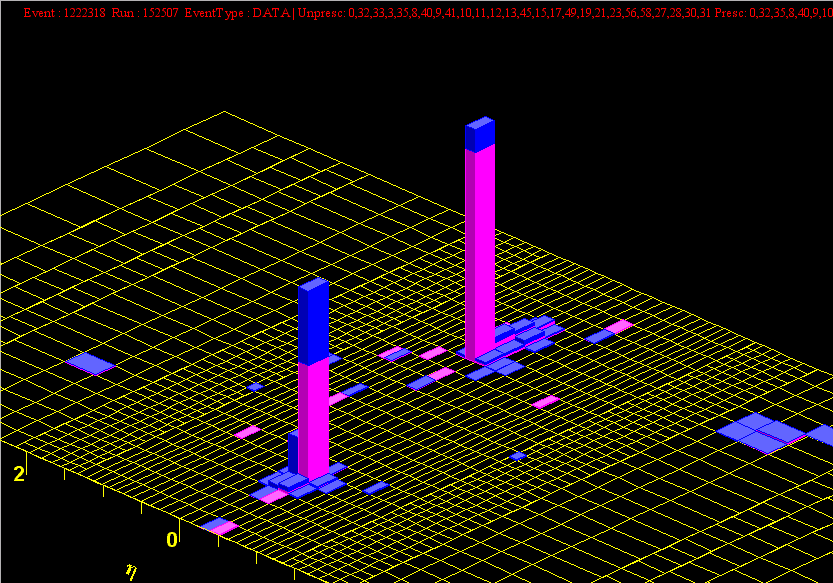 Event : 1222318 Run : 152507 EventType : DATA | Unpresc: 0,32,33,3,35,8,40,9,41,10,11,12,13,45,15,17,49,19,21,23,56,58,27,28,30,31 Presc: 0,32,35,8,40,9,10
2
0
η